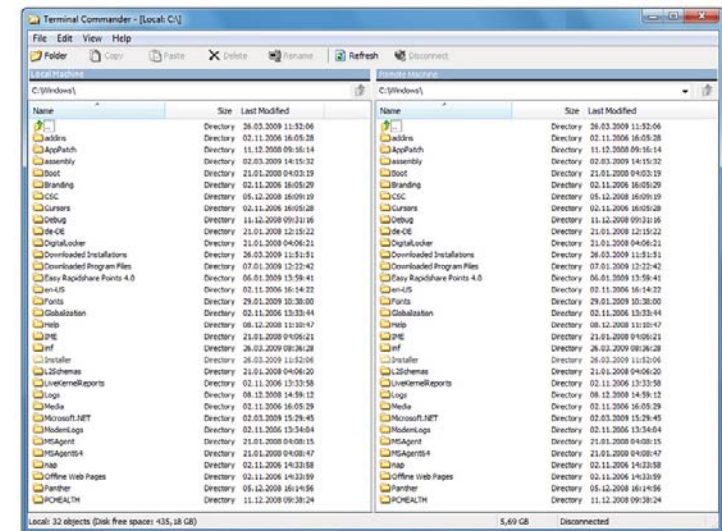 Terminal Commander - [Local: C:\]
File Edit View Help
Folder Copy Paste Delete Rename Refresh Disconnect
Local Machine
Remote Machine
C:\Windows\
C:\Windows\
Name Size Last Modified
Name Size Last Modified
.. Directory 26.03.2009 11:52:06
addins Directory 02.11.2006 16:05:28
AppPatch Directory 11.12.2008 09:16:14
assembly Directory 02.03.2009 14:15:32
Boot Directory 21.01.2008 04:03:19
Branding Directory 02.11.2006 16:05:29
CSC Directory 05.12.2008 16:09:19
Cursors Directory 02.11.2006 16:05:28
Debug Directory 11.12.2008 09:31:16
de-DE Directory 21.01.2008 12:15:22
DigitalLocker Directory 21.01.2008 04:06:21
Downloaded Installations Directory 26.03.2009 11:51:51
Downloaded Program Files Directory 07.01.2009 12:22:42
Easy Rapidshare Points 4.0 Directory 06.01.2009 13:59:41
en-US Directory 02.11.2006 16:14:22
Fonts Directory 29.01.2009 10:38:00
Globalization Directory 02.11.2006 13:33:44
Help Directory 08.12.2008 11:10:47
IME Directory 21.01.2008 04:06:21
inf Directory 26.03.2009 08:36:28
Installer Directory 26.03.2009 11:52:06
L2Schemas Directory 21.01.2008 04:06:20
LiveKernelReports Directory 02.11.2006 13:33:58
Logs Directory 08.12.2008 14:59:12
Media Directory 02.11.2006 16:05:29
Microsoft.NET Directory 02.03.2009 15:29:45
ModemLogs Directory 02.11.2006 13:34:04
MSAgent Directory 21.01.2008 04:08:15
MSAgent64 Directory 21.01.2008 04:08:47
nap Directory 02.11.2006 14:33:58
Offline Web Pages Directory 02.11.2006 14:33:59
Panther Directory 05.12.2008 16:14:56
PCHEALTH Directory 11.12.2008 09:38:24
.. Directory 26.03.2009 11:52:06
addins Directory 02.11.2006 16:05:28
AppPatch Directory 11.12.2008 09:16:14
assembly Directory 02.03.2009 14:15:32
Boot Directory 21.01.2008 04:03:19
Branding Directory 02.11.2006 16:05:29
CSC Directory 05.12.2008 16:09:19
Cursors Directory 02.11.2006 16:05:28
Debug Directory 11.12.2008 09:31:16
de-DE Directory 21.01.2008 12:15:22
DigitalLocker Directory 21.01.2008 04:06:21
Downloaded Installations Directory 26.03.2009 11:51:51
Downloaded Program Files Directory 07.01.2009 12:22:42
Easy Rapidshare Points 4.0 Directory 06.01.2009 13:59:41
en-US Directory 02.11.2006 16:14:22
Fonts Directory 29.01.2009 10:38:00
Globalization Directory 02.11.2006 13:33:44
Help Directory 08.12.2008 11:10:47
IME Directory 21.01.2008 04:06:21
inf Directory 26.03.2009 08:36:28
Installer Directory 26.03.2009 11:52:06
L2Schemas Directory 21.01.2008 04:06:20
LiveKernelReports Directory 02.11.2006 13:33:58
Logs Directory 08.12.2008 14:59:12
Media Directory 02.11.2006 16:05:29
Microsoft.NET Directory 02.03.2009 15:29:45
ModemLogs Directory 02.11.2006 13:34:04
MSAgent Directory 21.01.2008 04:08:15
MSAgent64 Directory 21.01.2008 04:08:47
nap Directory 02.11.2006 14:33:58
Offline Web Pages Directory 02.11.2006 14:33:59
Panther Directory 05.12.2008 16:14:56
PCHEALTH Directory 11.12.2008 09:38:24
Local: 32 objects (Disk free space: 435,18 GB) 5,69 GB Disconnected